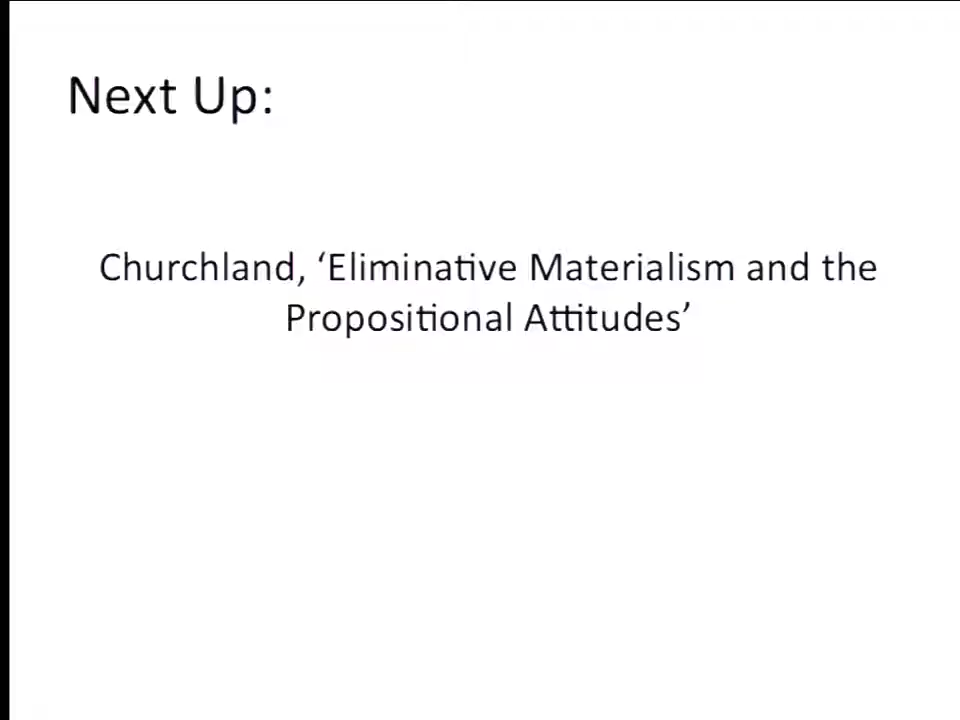 Next Up:
Churchland, ‘Eliminative Materialism and the
Propositional Attitudes’